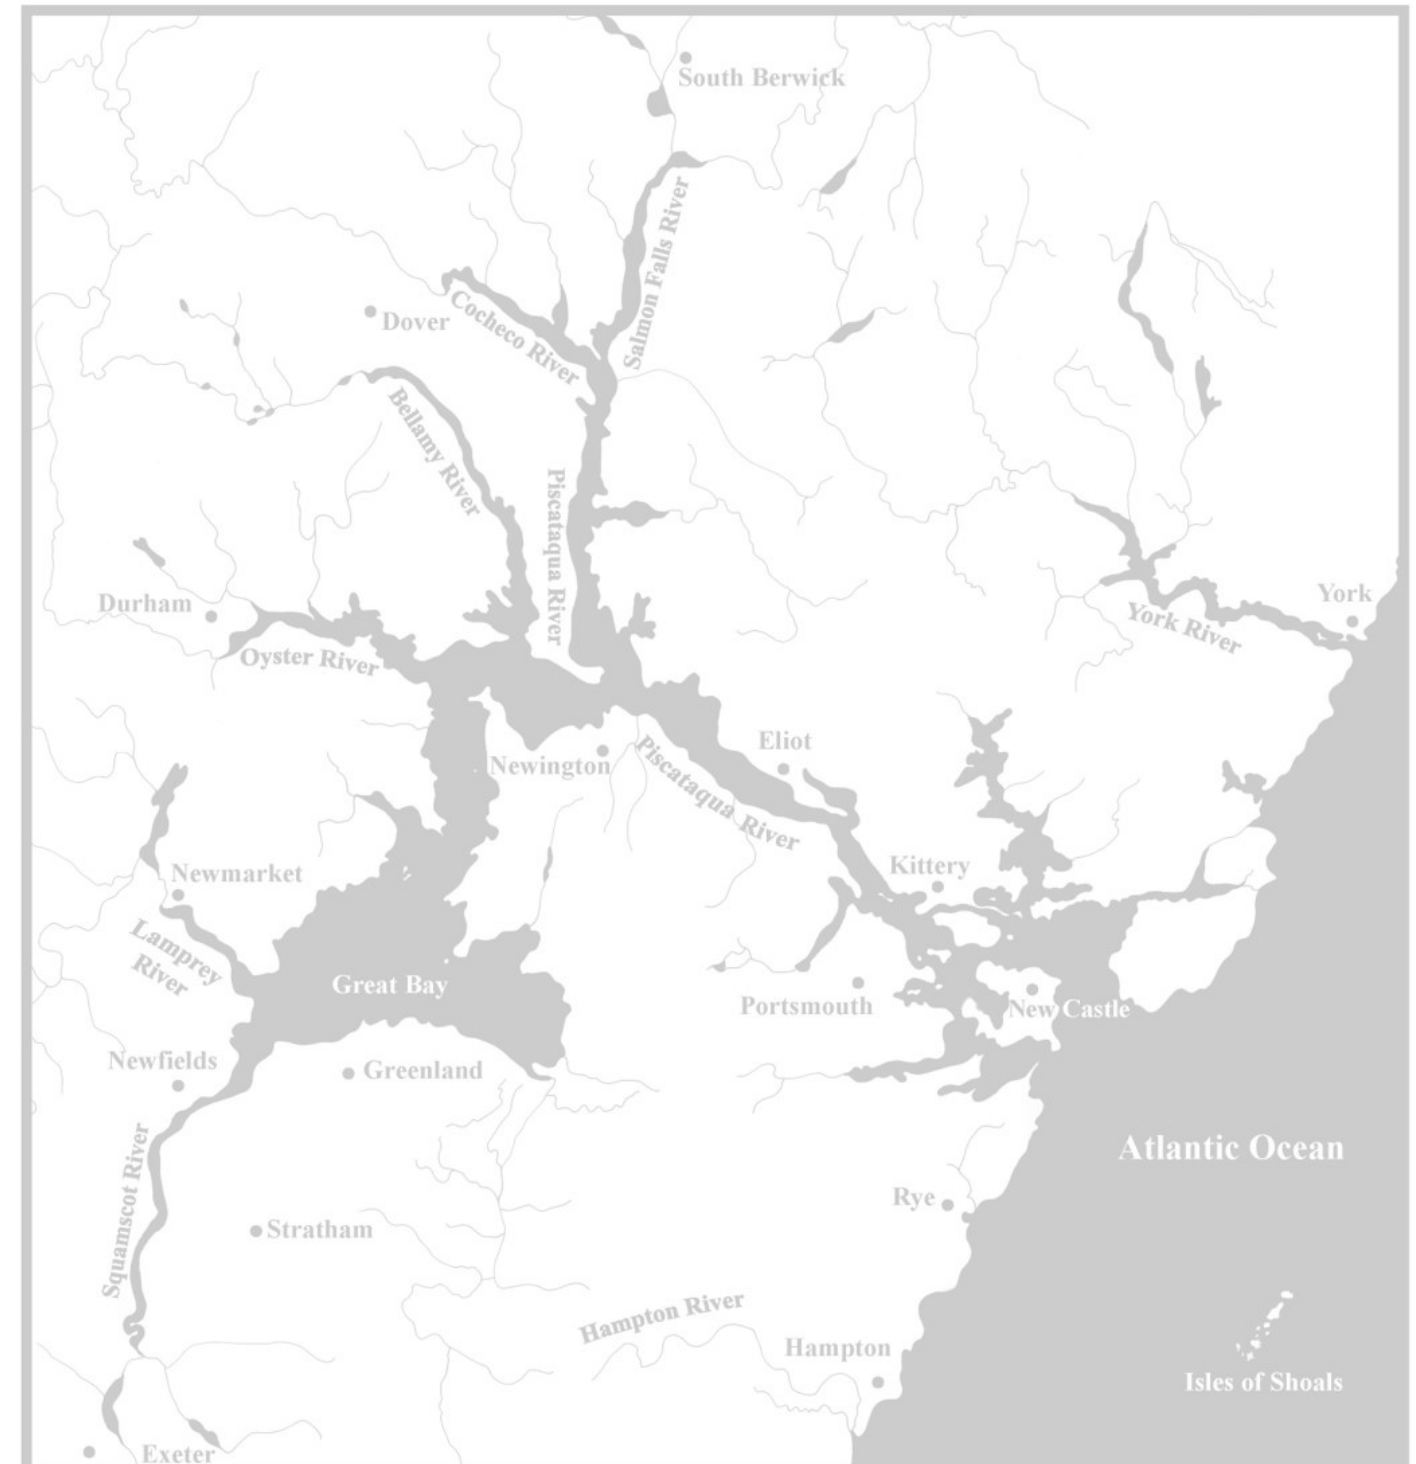 South Berwick
Salmon Falls River
Cocheco River
Dover
Bellamy River
Piscataqua River
Durham
Oyster River
York
York River
Eliot
Newington
Piscataqua River
Newmarket
Kittery
Lamprey
River
Great Bay
Portsmouth
New Castle
Newfields
Greenland
Squamscot River
Atlantic Ocean
Rye
Stratham
Hampton River
Hampton
Isles of Shoals
Exeter